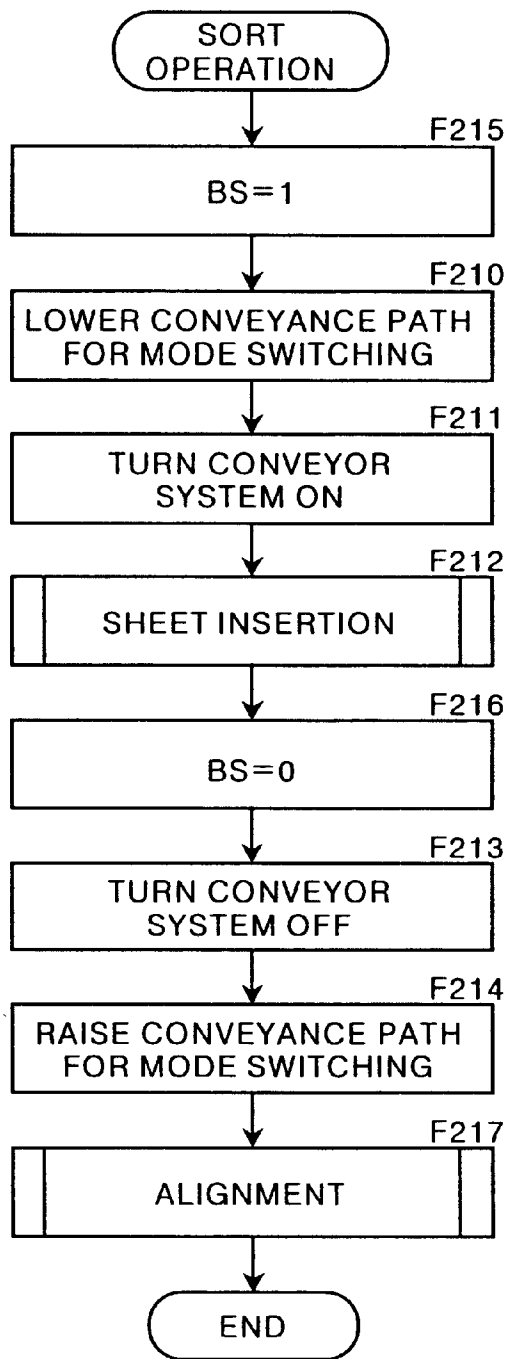 SORT
OPERATION
F215
BS=1
F210
LOWER CONVEYANCE PATH
FOR MODE SWITCHING
F211
TURN CONVEYOR
SYSTEM ON
F212
SHEET INSERTION
F216
BS=0
F213
TURN CONVEYOR
SYSTEM OFF
F214
RAISE CONVEYANCE PATH
FOR MODE SWITCHING
F217
ALIGNMENT
END